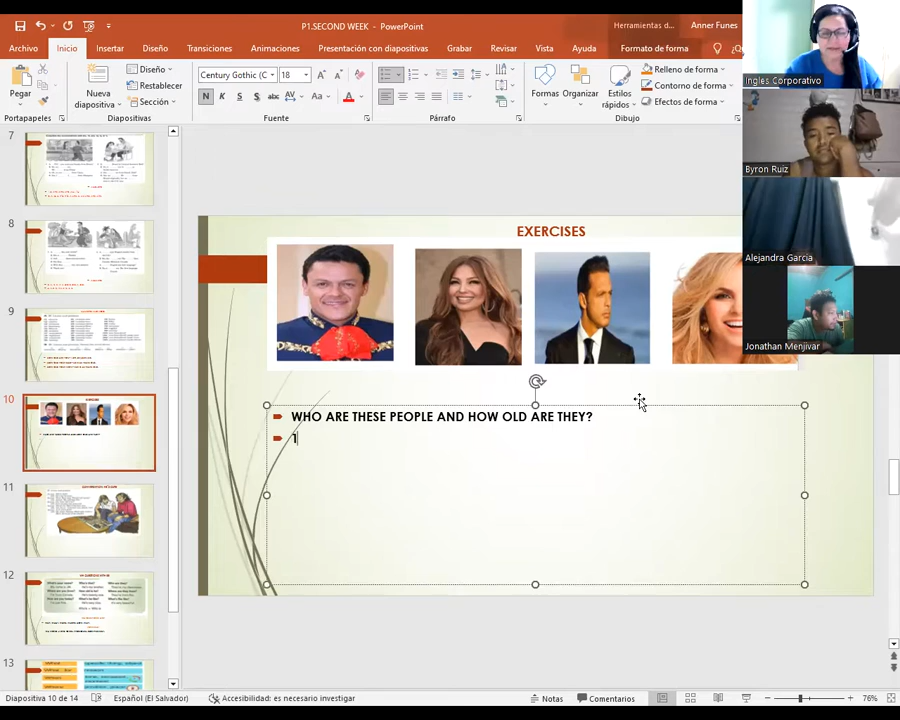 P1.SECOND WEEK - PowerPoint
Herramientas d...
Anner Funes
Archivo
Inicio
Insertar
Diseño
Transiciones
Animaciones
Presentación con diapositivas
Grabar
Revisar
Vista
Ayuda
Formato de forma
¿Q
Pegar
Nueva
diapositiva
Diseño
Restablecer
Sección
Century Gothic (C
18
N
K
S
S
abc
AV
Aa
A
Formas
Organizar
Estilos
rápidos
Relleno de forma
Contorno de forma
Efectos de forma
Portapapeles
Diapositivas
Fuente
Párrafo
Dibujo
Ingles Corporativo
Byron Ruiz
Alejandra Garcia
Jonathan Menjivar
7
8
9
10
11
12
13
EXERCISES
WHO ARE THESE PEOPLE AND HOW OLD ARE THEY?
1
Diapositiva 10 de 14
Español (El Salvador)
Accesibilidad: es necesario investigar
Notas
Comentarios
76%